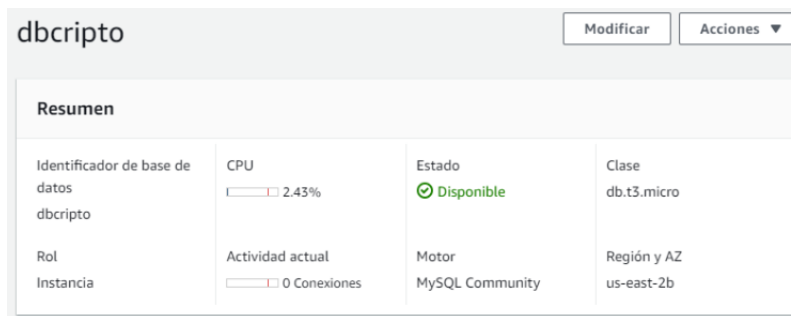 dbcripto
Modificar
Acciones ▼
Resumen
Identificador de base de
datos
dbcripto
CPU
2.43%
Estado
Disponible
Clase
db.t3.micro
Rol
Instancia
Actividad actual
0 Conexiones
Motor
MySQL Community
Región y AZ
us-east-2b